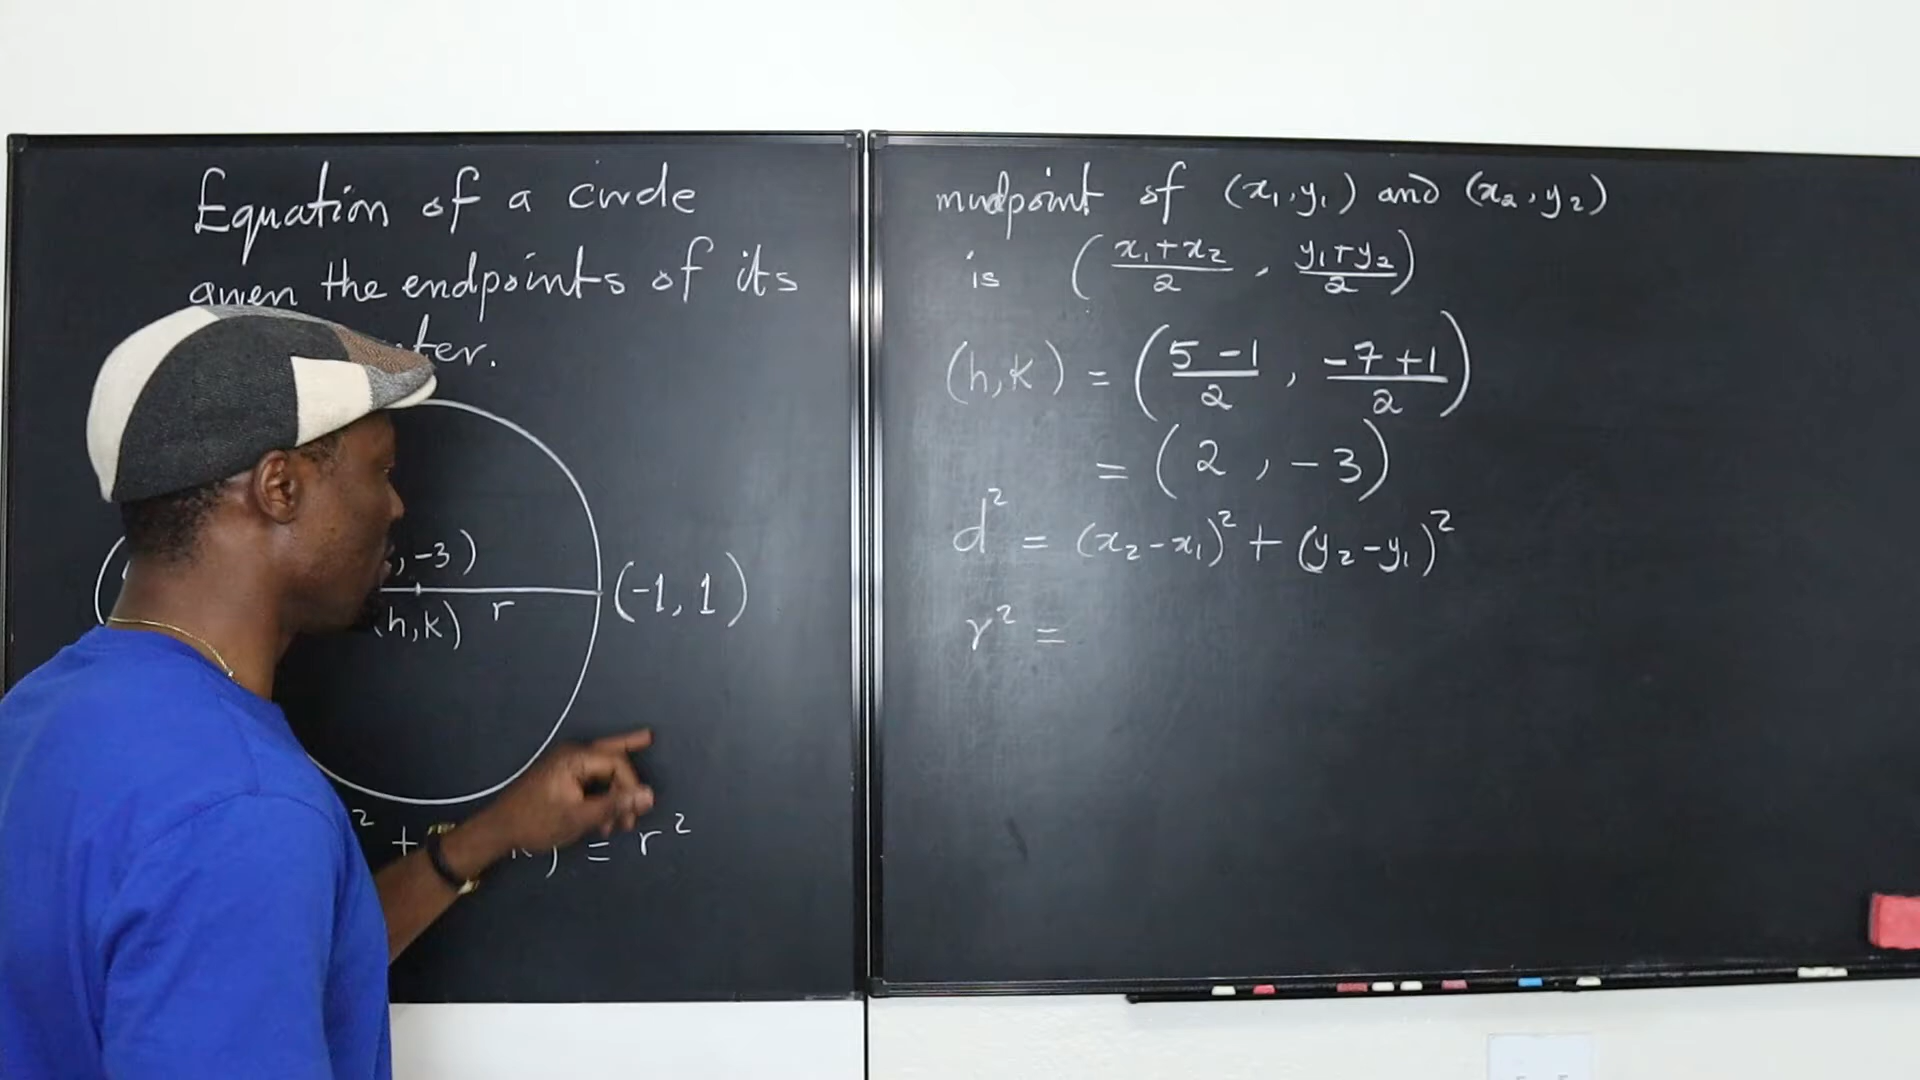 Equation of a circle
given the endpoints of its
ter.
, -3)
(-1, 1)
(h,k) r
² + ) = r²
midpoint of (x₁, y₁) and (x₂, y₂)
is (x₁+x₂/2, y₁+y₂/2)
(h,k) = (5-1/2, -7+1/2)
= (2, -3)
d² = (x₂-x₁)² + (y₂-y₁)²
r² =